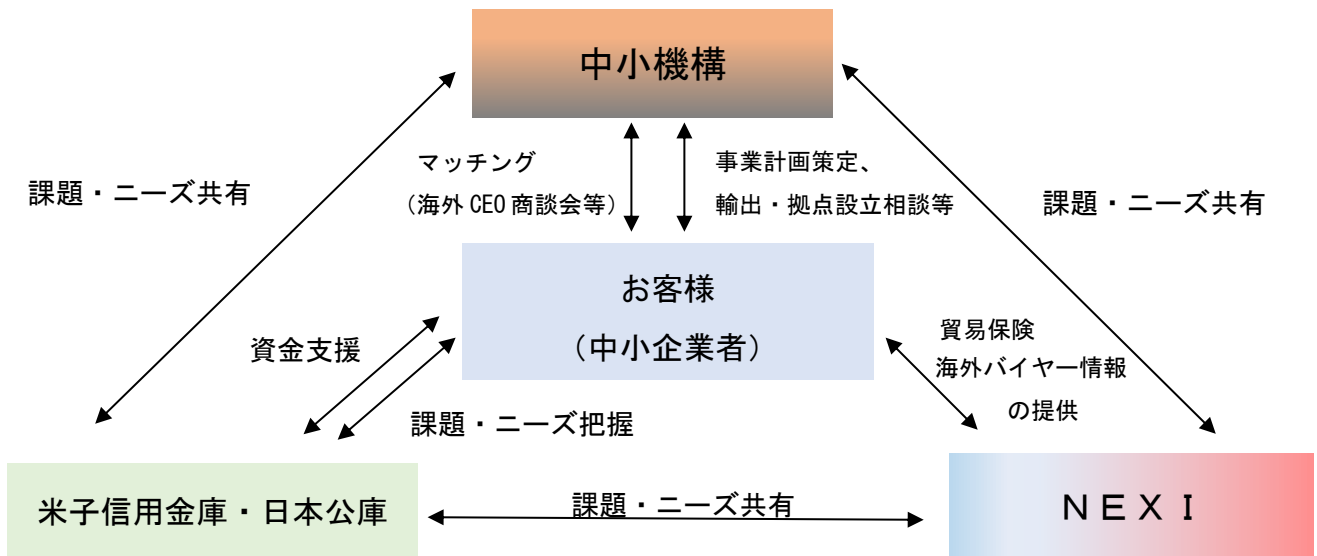 中小機構
マッチング
（海外 CEO 商談会等）
事業計画策定、
輸出・拠点設立相談等
課題・ニーズ共有
課題・ニーズ共有
お客様
（中小企業者）
資金支援
課題・ニーズ把握
貿易保険
海外バイヤー情報
の提供
米子信用金庫・日本公庫
課題・ニーズ共有
ＮＥＸＩ